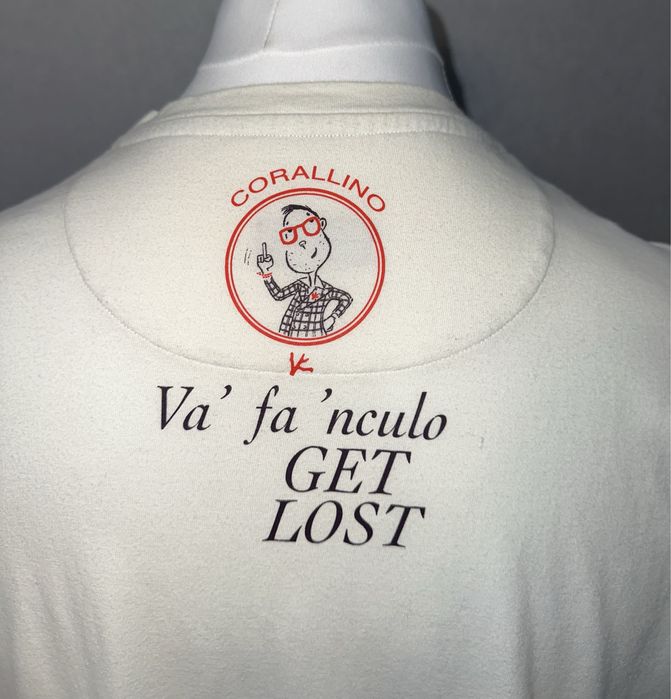 CORALLINO
Va' fa 'nculo
GET
LOST